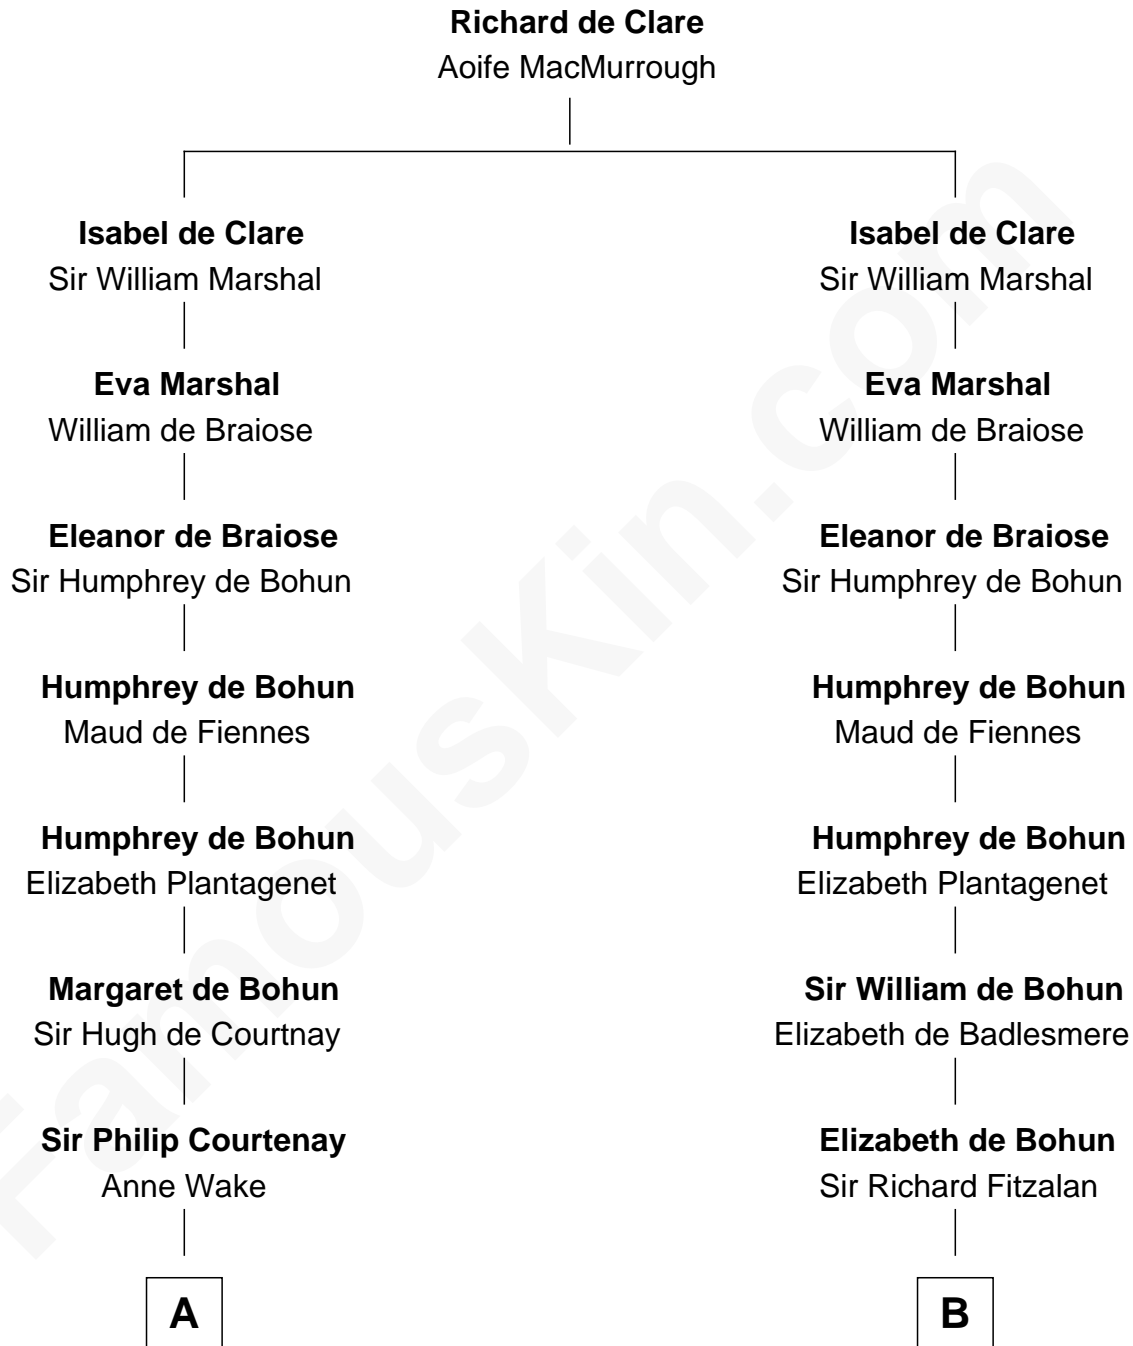 Richard de Clare
Aoife MacMurrough
Isabel de Clare
Sir William Marshal
Eva Marshal
William de Braiose
Eleanor de Braiose
Sir Humphrey de Bohun
Humphrey de Bohun
Maud de Fiennes
Humphrey de Bohun
Elizabeth Plantagenet
Margaret de Bohun
Sir Hugh de Courtnay
Sir Philip Courtenay
Anne Wake
A
Isabel de Clare
Sir William Marshal
Eva Marshal
William de Braiose
Eleanor de Braiose
Sir Humphrey de Bohun
Humphrey de Bohun
Maud de Fiennes
Humphrey de Bohun
Elizabeth Plantagenet
Sir William de Bohun
Elizabeth de Badlesmere
Elizabeth de Bohun
Sir Richard Fitzalan
B
FamousKin.com